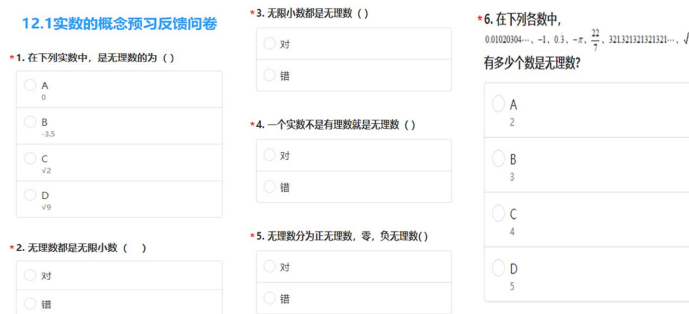 12.1实数的概念预习反馈问卷
*1. 在下列实数中，是无理数的为（ ）
A
0
B
-3.5
C
√2
D
√9
*2. 无理数都是无限小数（ ）
对
错
*3. 无限小数都是无理数（ ）
对
错
*4. 一个实数不是有理数就是无理数（ ）
对
错
*5. 无理数分为正无理数，零，负无理数( )
对
错
*6. 在下列各数中，
0.01020304…、-1、0.3、-π、22/7、321.321321321321…、√
有多少个数是无理数?
A
2
B
3
C
4
D
5